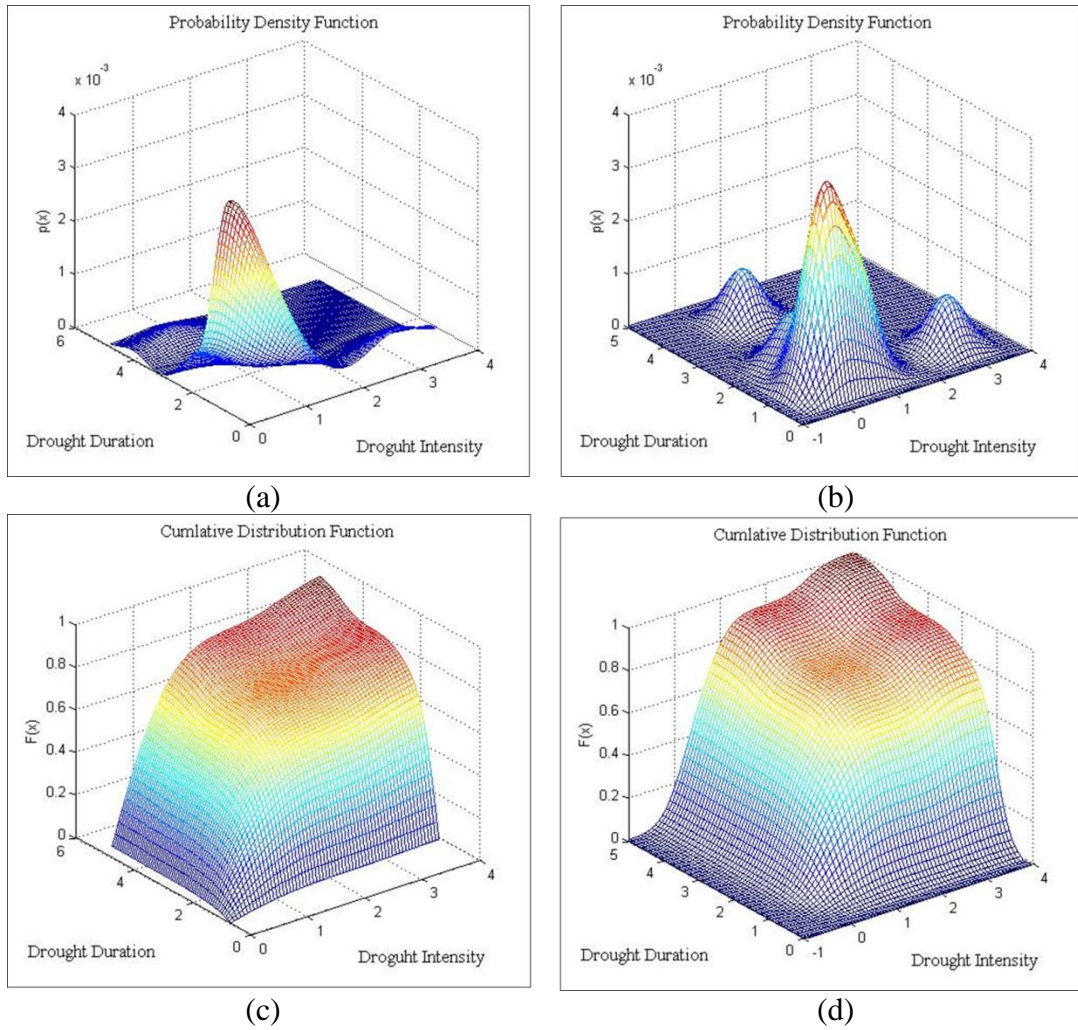 Probability Density Function
x 10^-3
4
3
2
1
0
p(x)
6
4
2
0
0
1
2
3
4
Drought Duration
Droguht Intensity
(a)
Probability Density Function
x 10^-3
4
3
2
1
0
p(x)
5
4
3
2
1
0
-1
0
1
2
3
4
Drought Duration
Drought Intensity
(b)
Cumlative Distribution Function
1
0.8
0.6
0.4
0.2
0
F(x)
6
4
2
0
0
1
2
3
4
Drought Duration
Droguht Intensity
(c)
Cumlative Distribution Function
1
0.8
0.6
0.4
0.2
0
F(x)
5
4
3
2
1
0
-1
0
1
2
3
4
Drought Duration
Drought Intensity
(d)